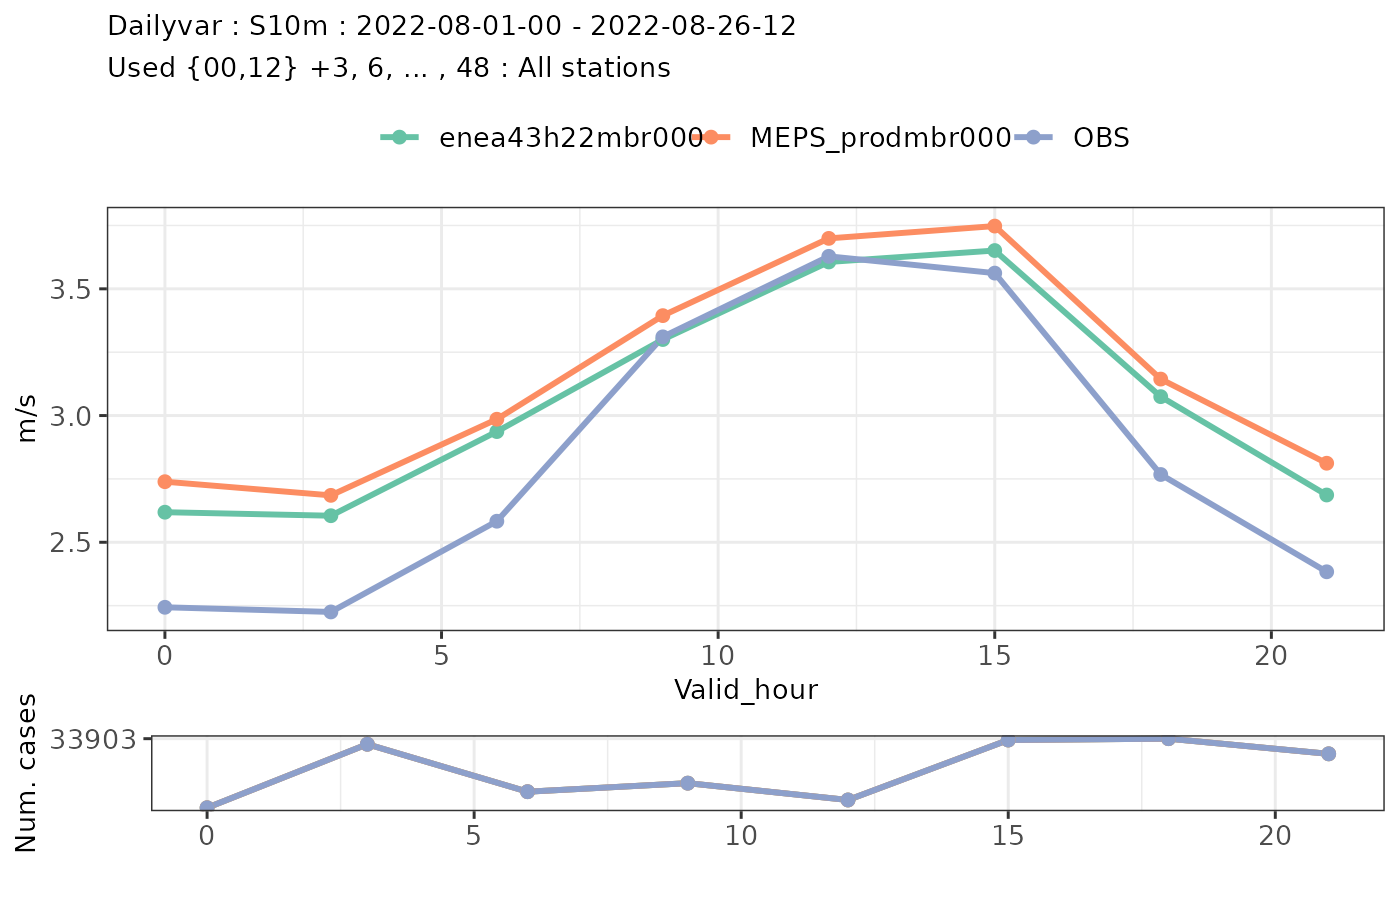 Dailyvar : S10m : 2022-08-01-00 - 2022-08-26-12
Used {00,12} +3, 6, ... , 48 : All stations
enea43h22mbr000 MEPS_prodmbr000 OBS
m/s
3.5
3.0
2.5
0 5 10 15 20
Valid_hour
Num. cases
33903
0 5 10 15 20